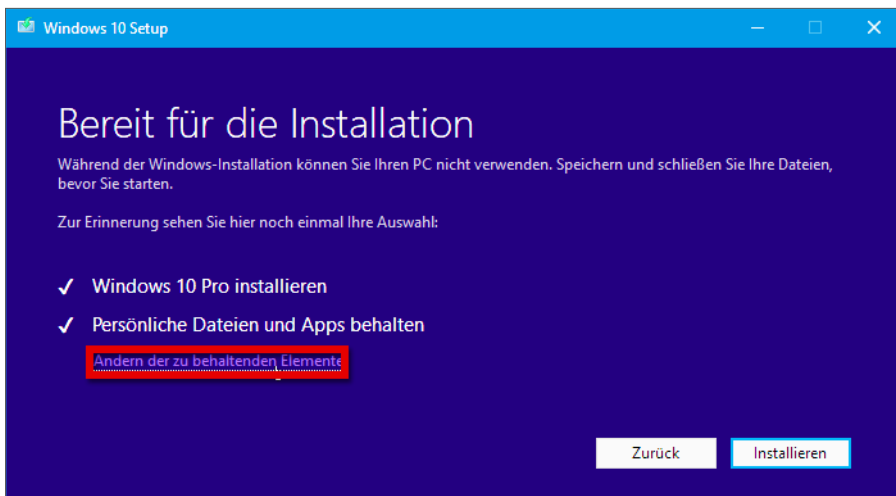 Windows 10 Setup
Bereit für die Installation
Während der Windows-Installation können Sie Ihren PC nicht verwenden. Speichern und schließen Sie Ihre Dateien,
bevor Sie starten.
Zur Erinnerung sehen Sie hier noch einmal Ihre Auswahl:
✓ Windows 10 Pro installieren
✓ Persönliche Dateien und Apps behalten
Ändern der zu behaltenden Elemente
Zurück
Installieren